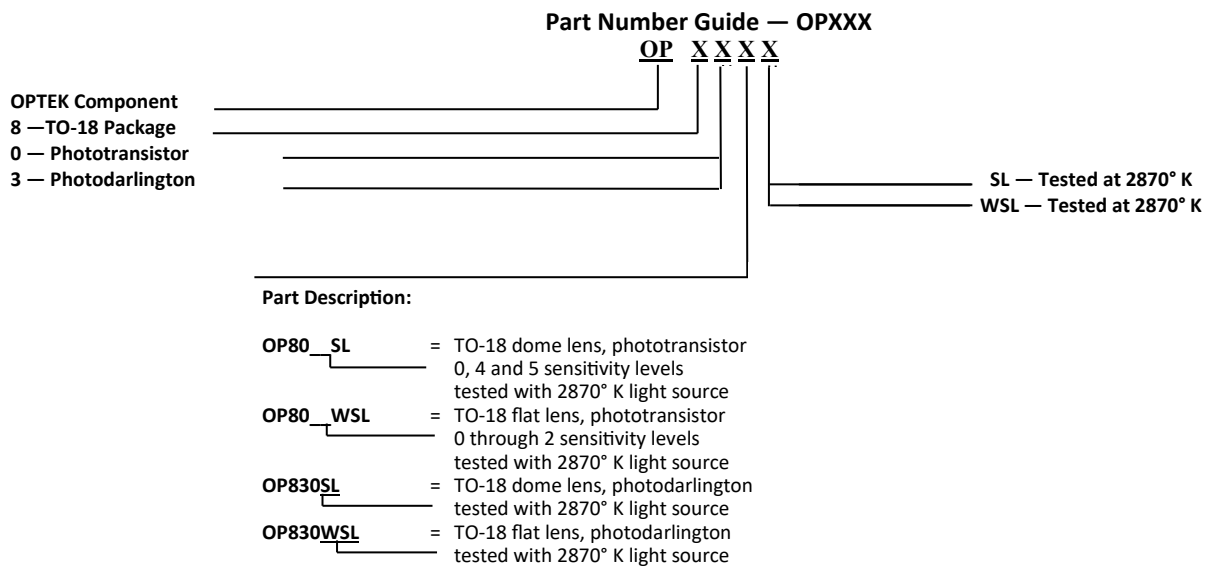 Part Number Guide — OPXXX
OP X X X X
OPTEK Component
8 —TO-18 Package
0 — Phototransistor
3 — Photodarlington
SL — Tested at 2870° K
WSL — Tested at 2870° K
Part Description:
OP80__SL = TO-18 dome lens, phototransistor
0, 4 and 5 sensitivity levels
tested with 2870° K light source
OP80__WSL = TO-18 flat lens, phototransistor
0 through 2 sensitivity levels
tested with 2870° K light source
OP830SL = TO-18 dome lens, photodarlington
tested with 2870° K light source
OP830WSL = TO-18 flat lens, photodarlington
tested with 2870° K light source